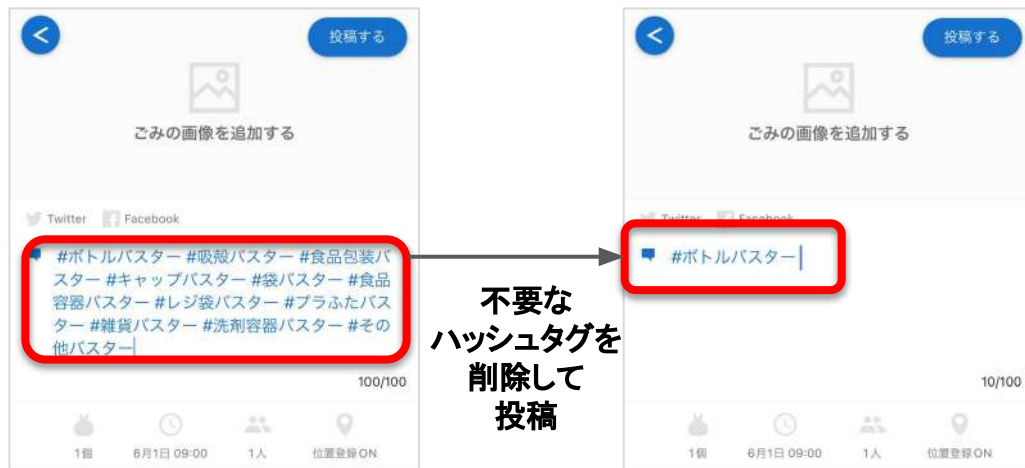 投稿する
ごみの画像を追加する
Twitter Facebook
#ボトルバスター #吸殻バスター #食品包装バ
スター #キャップバスター #袋バスター #食品
容器バスター #レジ袋バスター #プラふたバス
ター #雑貨バスター #洗剤容器バスター #その
他バスター
100/100
1個 6月1日 09:00 1人 位置登録ON
不要な
ハッシュタグを
削除して
投稿
投稿する
ごみの画像を追加する
Twitter Facebook
#ボトルバスター
10/100
1個 6月1日 09:00 1人 位置登録ON